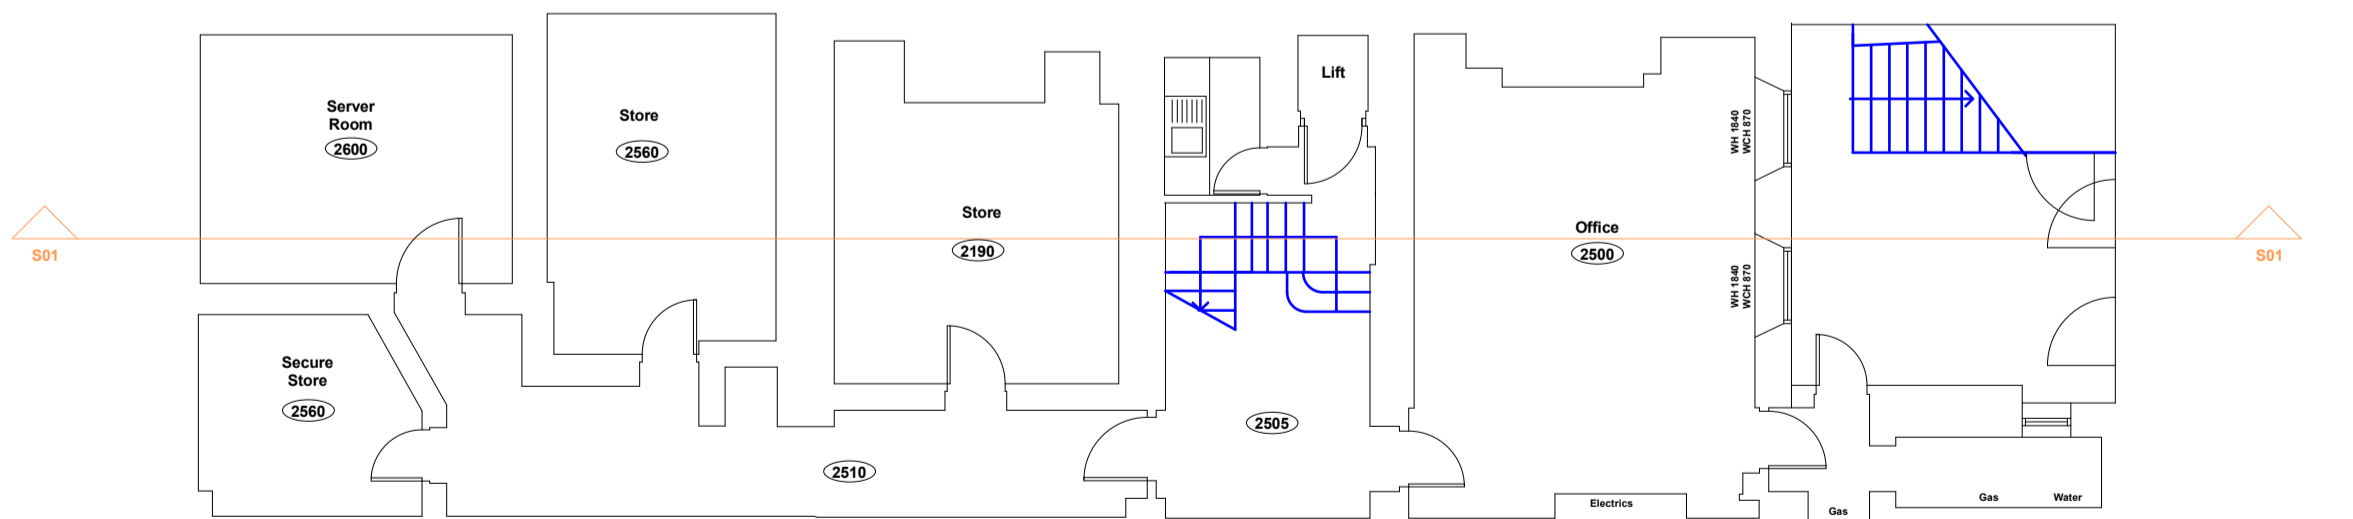 Server
Room
2600
Store
2560
Store
2190
Lift
Office
2500
WH 1840
WCH 870
WH 1840
WCH 870
S01
S01
Secure
Store
2560
2510
2505
Electrics
Gas
Gas
Water